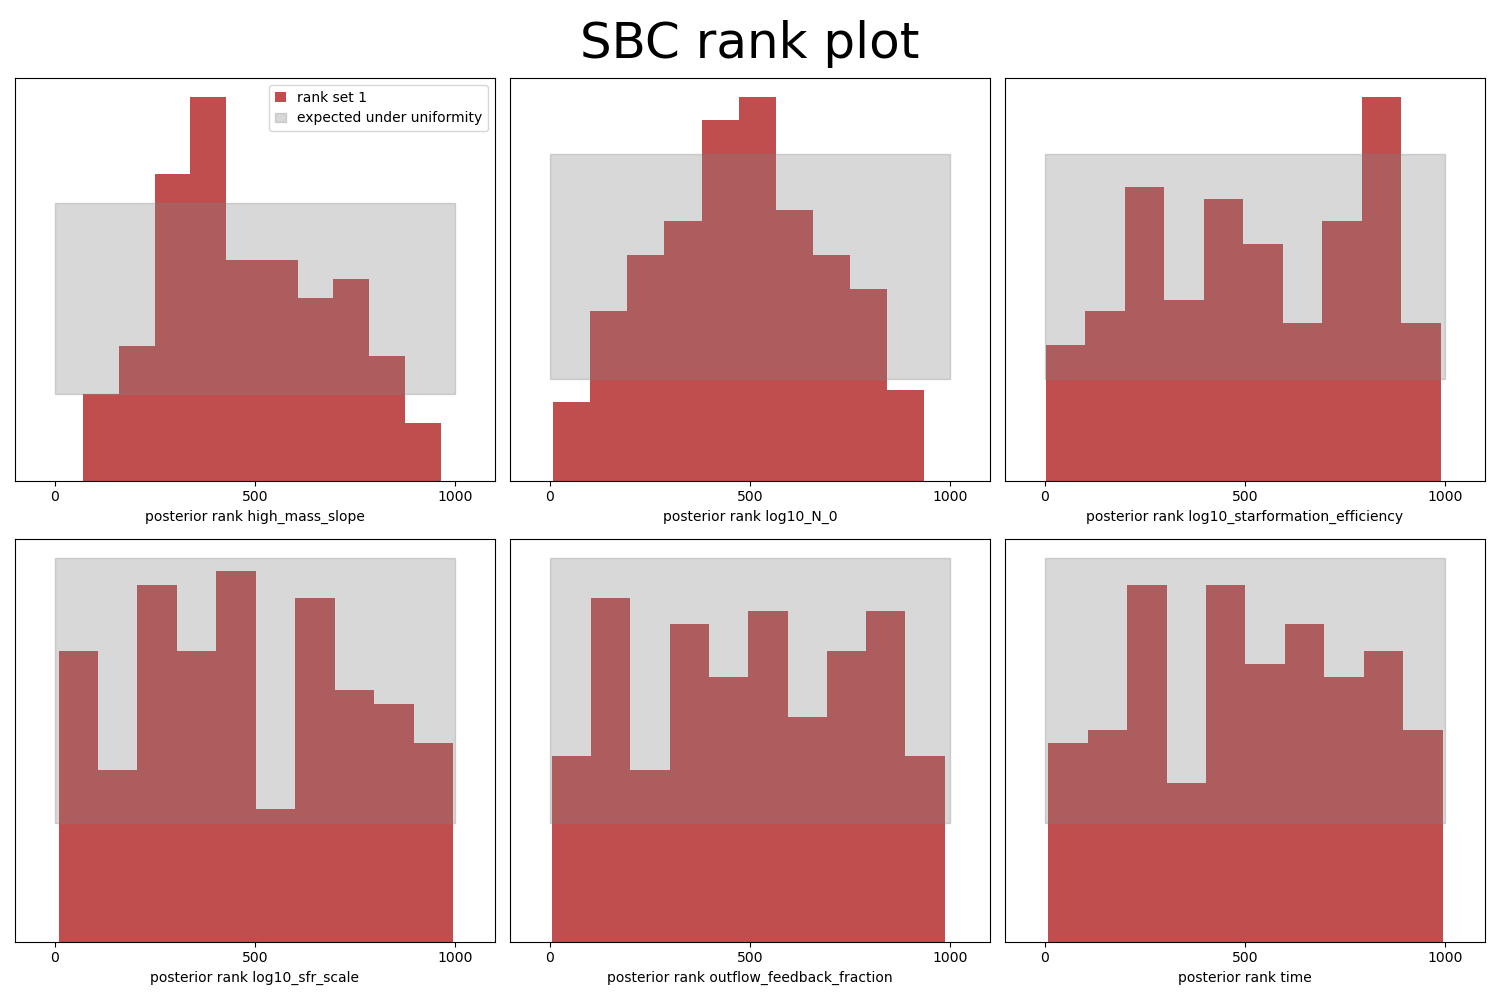 SBC rank plot
rank set 1
expected under uniformity
0 500 1000
posterior rank high_mass_slope
0 500 1000
posterior rank log10_N_0
0 500 1000
posterior rank log10_starformation_efficiency
0 500 1000
posterior rank log10_sfr_scale
0 500 1000
posterior rank outflow_feedback_fraction
0 500 1000
posterior rank time